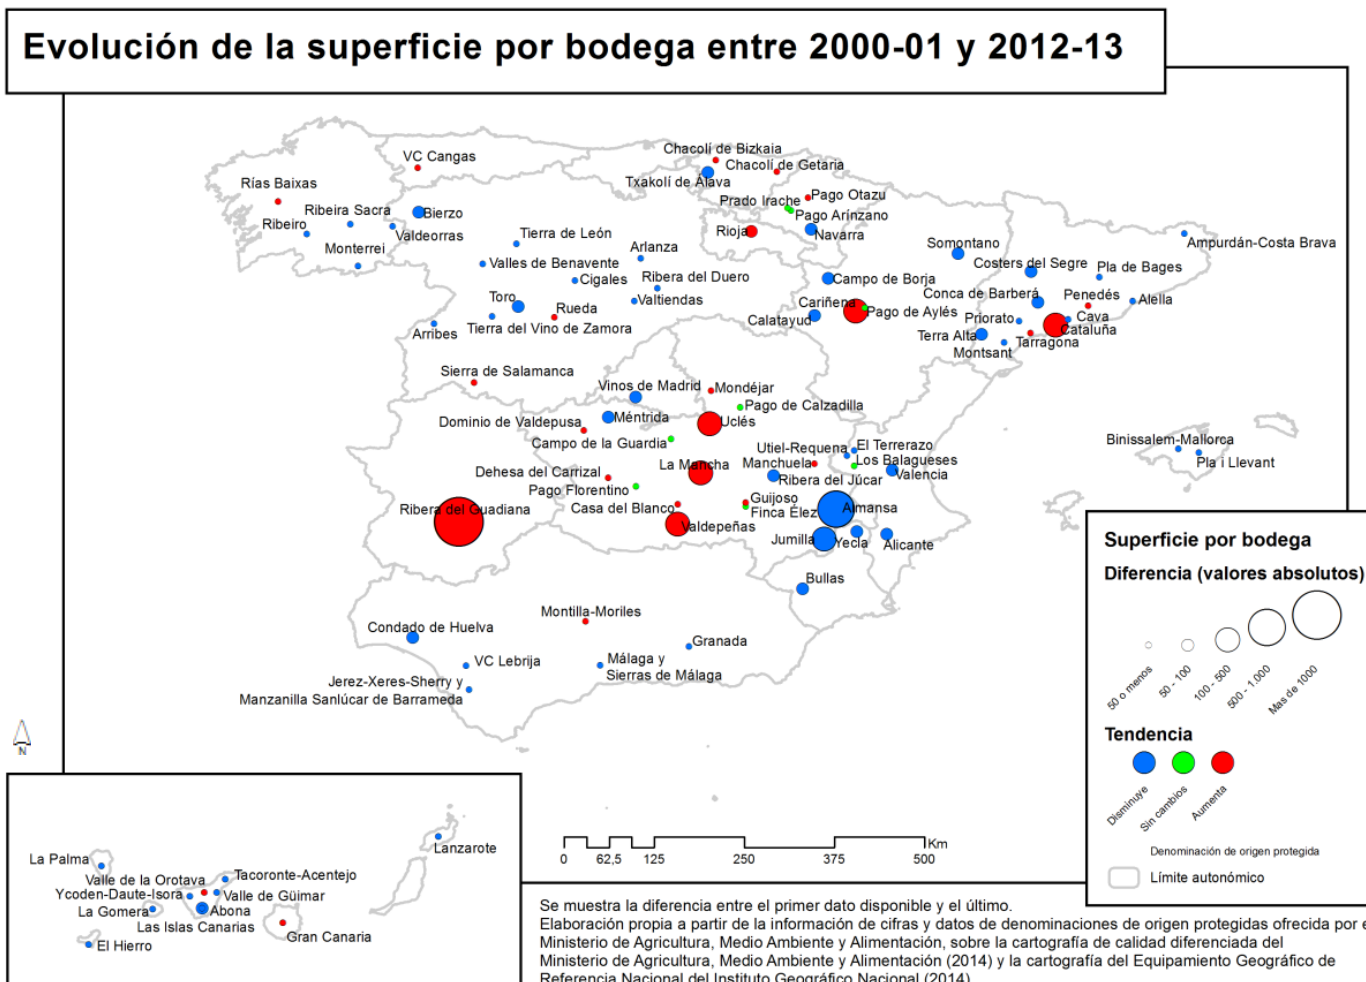 Evolución de la superficie por bodega entre 2000-01 y 2012-13
Chacolí de Bizkaia
VC Cangas
Chacolí de Getaria
Txakolí de Álava
Rías Baixas
Pago Otazu
Prado Irache
Ribeira Sacra
Bierzo
Pago Arínzano
Ribeiro
Valdeorras
Rioja
Navarra
Tierra de León
Ampurdán-Costa Brava
Monterrei
Arlanza
Somontano
Valles de Benavente
Costers del Segre
Pla de Bages
Cigales
Ribera del Duero
Campo de Borja
Toro
Valtiendas
Conca de Barberá
Penedés
Alella
Rueda
Cariñena
Pago de Aylés
Calatayud
Priorato
Cava
Arribes
Tierra del Vino de Zamora
Terra Alta
Cataluña
Tarragona
Montsant
Sierra de Salamanca
Vinos de Madrid
Mondéjar
Pago de Calzadilla
Dominio de Valdepusa
Méntrida
Uclés
Campo de la Guardia
Utiel-Requena
El Terrerazo
Binissalem-Mallorca
Los Balagueses
Pla i Llevant
La Mancha
Manchuela
Dehesa del Carrizal
Ribera del Júcar
Valencia
Pago Florentino
Guijoso
Casa del Blanco
Finca Élez
Almansa
Ribera del Guadiana
Valdepeñas
Jumilla
Yecla
Alicante
Bullas
Montilla-Moriles
Condado de Huelva
Granada
VC Lebrija
Málaga y
Sierras de Málaga
Jerez-Xeres-Sherry y
Manzanilla Sanlúcar de Barrameda
N
Superficie por bodega
Diferencia (valores absolutos)
50 o menos
50 - 100
100 - 500
500 - 1.000
Mas de 1000
Tendencia
Disminuye
Sin cambios
Aumenta
Denominación de origen protegida
Límite autonómico
Km
0 62,5 125 250 375 500
Lanzarote
La Palma
Valle de la Orotava
Tacoronte-Acentejo
Ycoden-Daute-Isora
Valle de Güimar
La Gomera
Abona
Las Islas Canarias
Gran Canaria
El Hierro
Se muestra la diferencia entre el primer dato disponible y el último.
Elaboración propia a partir de la información de cifras y datos de denominaciones de origen protegidas ofrecida por e
Ministerio de Agricultura, Medio Ambiente y Alimentación, sobre la cartografía de calidad diferenciada del
Ministerio de Agricultura, Medio Ambiente y Alimentación (2014) y la cartografía del Equipamiento Geográfico de
Referencia Nacional del Instituto Geográfico Nacional (2014)